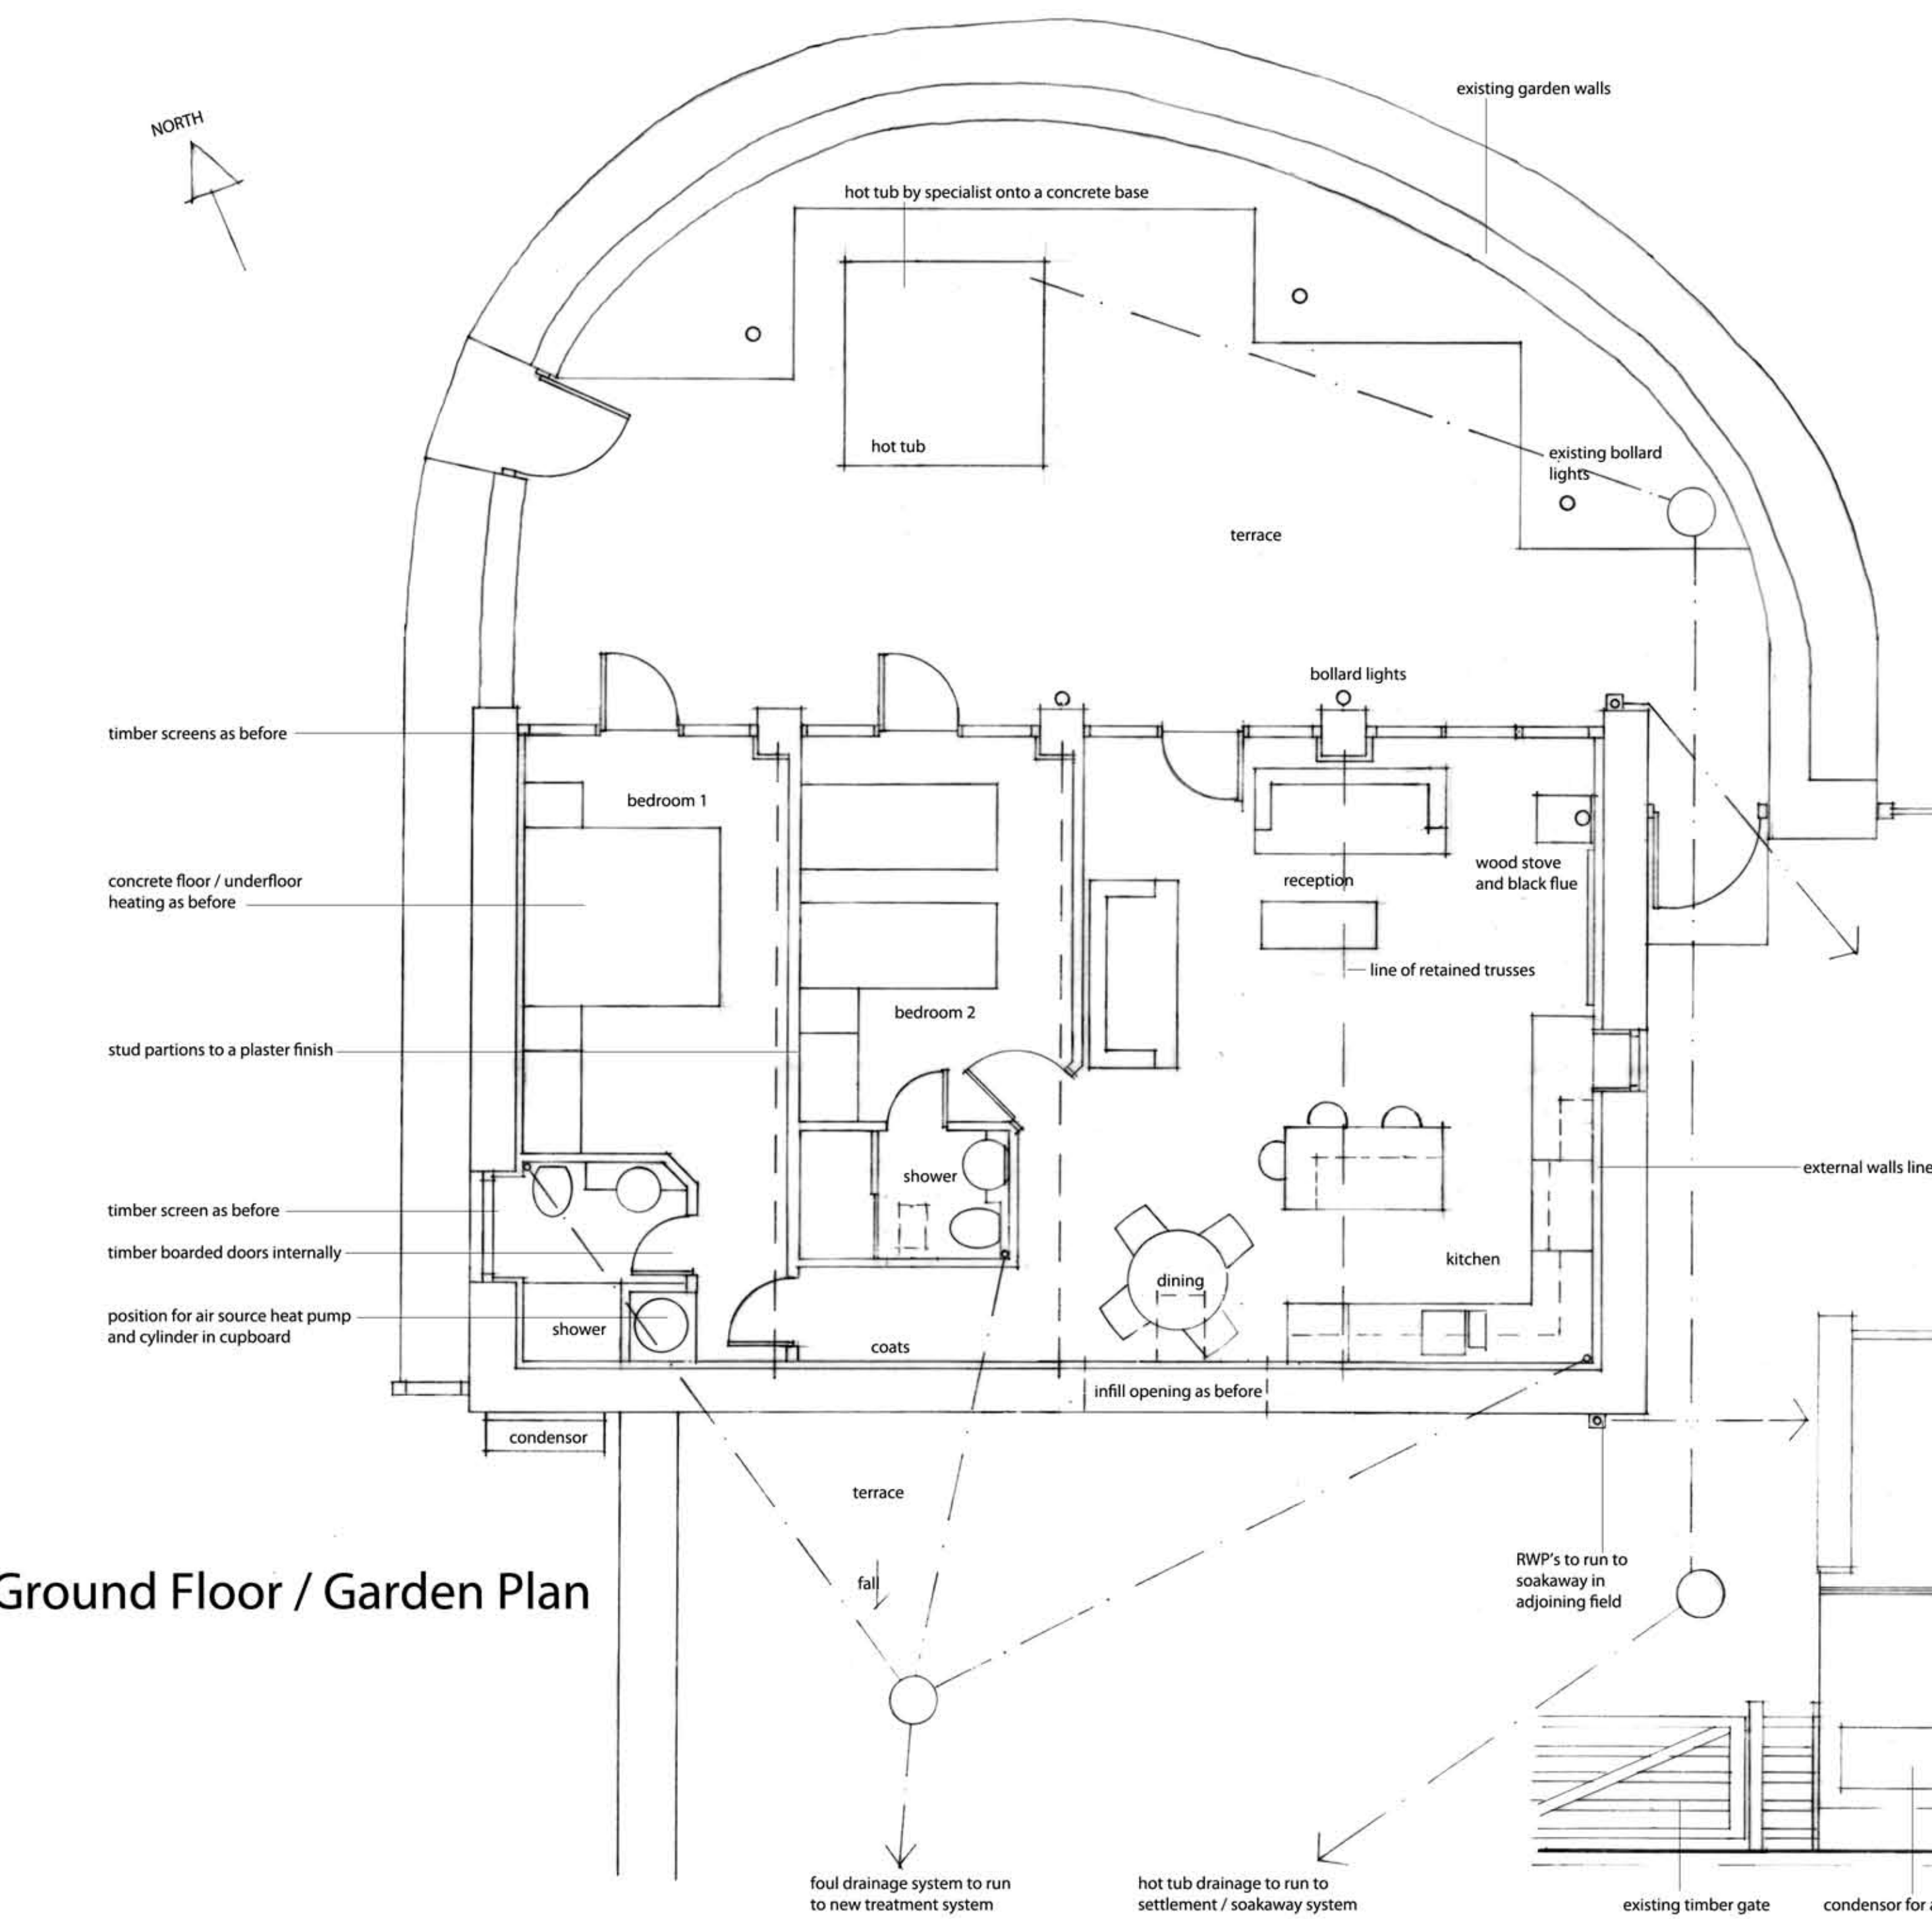 existing garden walls
NORTH
hot tub by specialist onto a concrete base
hot tub
existing bollard
lights
terrace
bollard lights
timber screens as before
bedroom 1
wood stove
and black flue
concrete floor / underfloor
heating as before
reception
line of retained trusses
bedroom 2
stud partions to a plaster finish
external walls line
shower
timber screen as before
timber boarded doors internally
kitchen
dining
position for air source heat pump
and cylinder in cupboard
shower
coats
infill opening as before
condensor
terrace
RWP's to run to
soakaway in
adjoining field
fall
Ground Floor / Garden Plan
foul drainage system to run
to new treatment system
hot tub drainage to run to
settlement / soakaway system
existing timber gate
condensor for